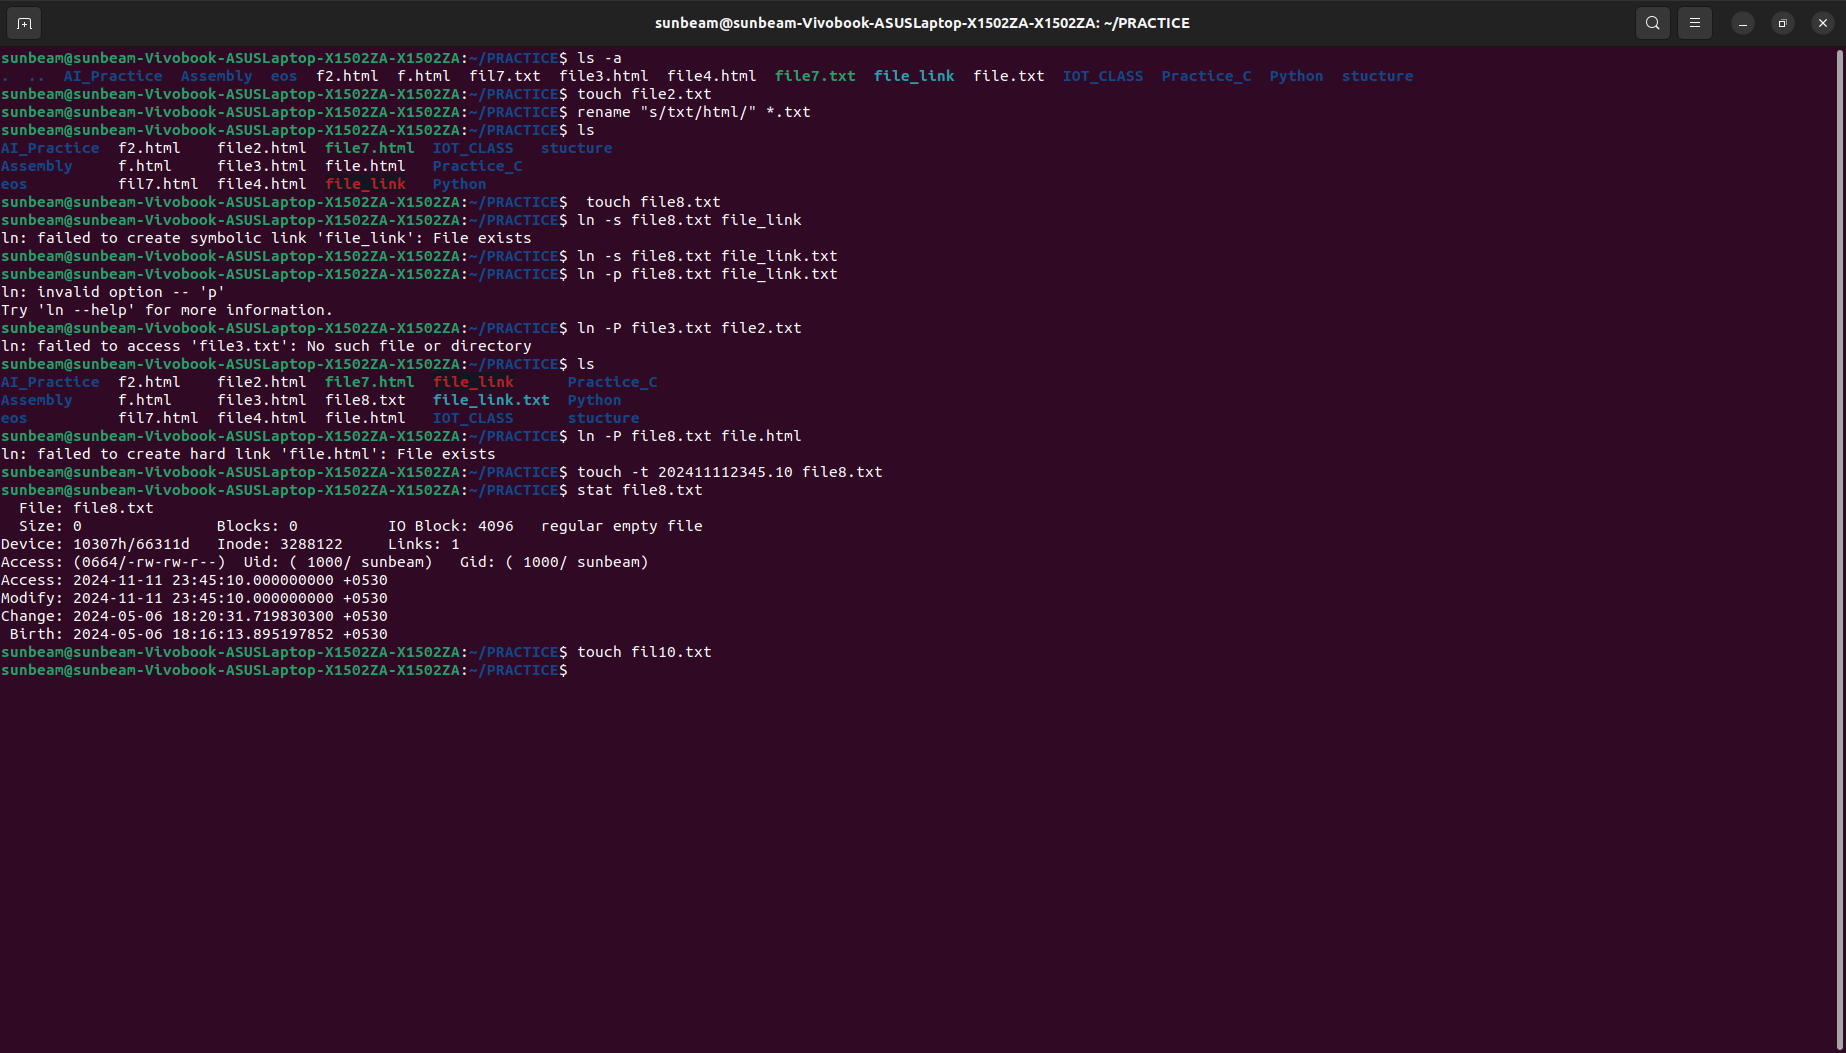 sunbeam@sunbeam-Vivobook-ASUSLaptop-X1502ZA-X1502ZA: ~/PRACTICE
sunbeam@sunbeam-Vivobook-ASUSLaptop-X1502ZA-X1502ZA:~/PRACTICE$ ls -a
.  ..  AI_Practice  Assembly  eos  f2.html  f.html  fil7.txt  file3.html  file4.html  file7.txt  file_link  file.txt  IOT_CLASS  Practice_C  Python  stucture
sunbeam@sunbeam-Vivobook-ASUSLaptop-X1502ZA-X1502ZA:~/PRACTICE$ touch file2.txt
sunbeam@sunbeam-Vivobook-ASUSLaptop-X1502ZA-X1502ZA:~/PRACTICE$ rename "s/txt/html/" *.txt
sunbeam@sunbeam-Vivobook-ASUSLaptop-X1502ZA-X1502ZA:~/PRACTICE$ ls
AI_Practice  f2.html    file2.html  file7.html  IOT_CLASS   stucture
Assembly     f.html     file3.html  file.html   Practice_C
eos          fil7.html  file4.html  file_link   Python
sunbeam@sunbeam-Vivobook-ASUSLaptop-X1502ZA-X1502ZA:~/PRACTICE$  touch file8.txt
sunbeam@sunbeam-Vivobook-ASUSLaptop-X1502ZA-X1502ZA:~/PRACTICE$ ln -s file8.txt file_link
ln: failed to create symbolic link 'file_link': File exists
sunbeam@sunbeam-Vivobook-ASUSLaptop-X1502ZA-X1502ZA:~/PRACTICE$ ln -s file8.txt file_link.txt
sunbeam@sunbeam-Vivobook-ASUSLaptop-X1502ZA-X1502ZA:~/PRACTICE$ ln -p file8.txt file_link.txt
ln: invalid option -- 'p'
Try 'ln --help' for more information.
sunbeam@sunbeam-Vivobook-ASUSLaptop-X1502ZA-X1502ZA:~/PRACTICE$ ln -P file3.txt file2.txt
ln: failed to access 'file3.txt': No such file or directory
sunbeam@sunbeam-Vivobook-ASUSLaptop-X1502ZA-X1502ZA:~/PRACTICE$ ls
AI_Practice  f2.html    file2.html  file7.html  file_link      Practice_C
Assembly     f.html     file3.html  file8.txt   file_link.txt  Python
eos          fil7.html  file4.html  file.html   IOT_CLASS      stucture
sunbeam@sunbeam-Vivobook-ASUSLaptop-X1502ZA-X1502ZA:~/PRACTICE$ ln -P file8.txt file.html
ln: failed to create hard link 'file.html': File exists
sunbeam@sunbeam-Vivobook-ASUSLaptop-X1502ZA-X1502ZA:~/PRACTICE$ touch -t 202411112345.10 file8.txt
sunbeam@sunbeam-Vivobook-ASUSLaptop-X1502ZA-X1502ZA:~/PRACTICE$ stat file8.txt
  File: file8.txt
  Size: 0               Blocks: 0          IO Block: 4096   regular empty file
Device: 10307h/66311d   Inode: 3288122     Links: 1
Access: (0664/-rw-rw-r--)  Uid: ( 1000/ sunbeam)   Gid: ( 1000/ sunbeam)
Access: 2024-11-11 23:45:10.000000000 +0530
Modify: 2024-11-11 23:45:10.000000000 +0530
Change: 2024-05-06 18:20:31.719830300 +0530
 Birth: 2024-05-06 18:16:13.895197852 +0530
sunbeam@sunbeam-Vivobook-ASUSLaptop-X1502ZA-X1502ZA:~/PRACTICE$ touch fil10.txt
sunbeam@sunbeam-Vivobook-ASUSLaptop-X1502ZA-X1502ZA:~/PRACTICE$